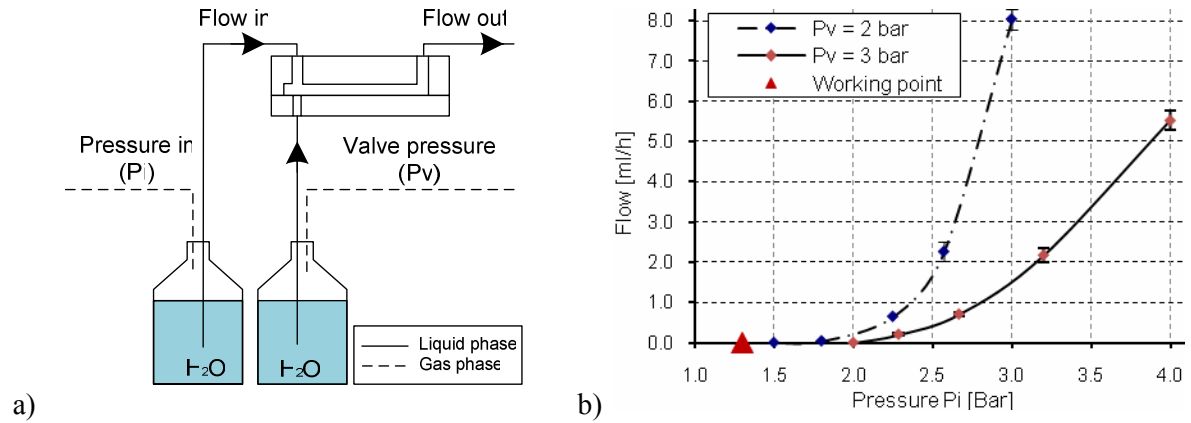 a)
Flow in
Flow out
Pressure in
(Pi)
Valve pressure
(Pv)
H₂O
H₂O
Liquid phase
Gas phase
b)
Flow [ml/h]
8.0
7.0
6.0
5.0
4.0
3.0
2.0
1.0
0.0
Pv = 2 bar
Pv = 3 bar
Working point
1.0 1.5 2.0 2.5 3.0 3.5 4.0
Pressure Pi [Bar]